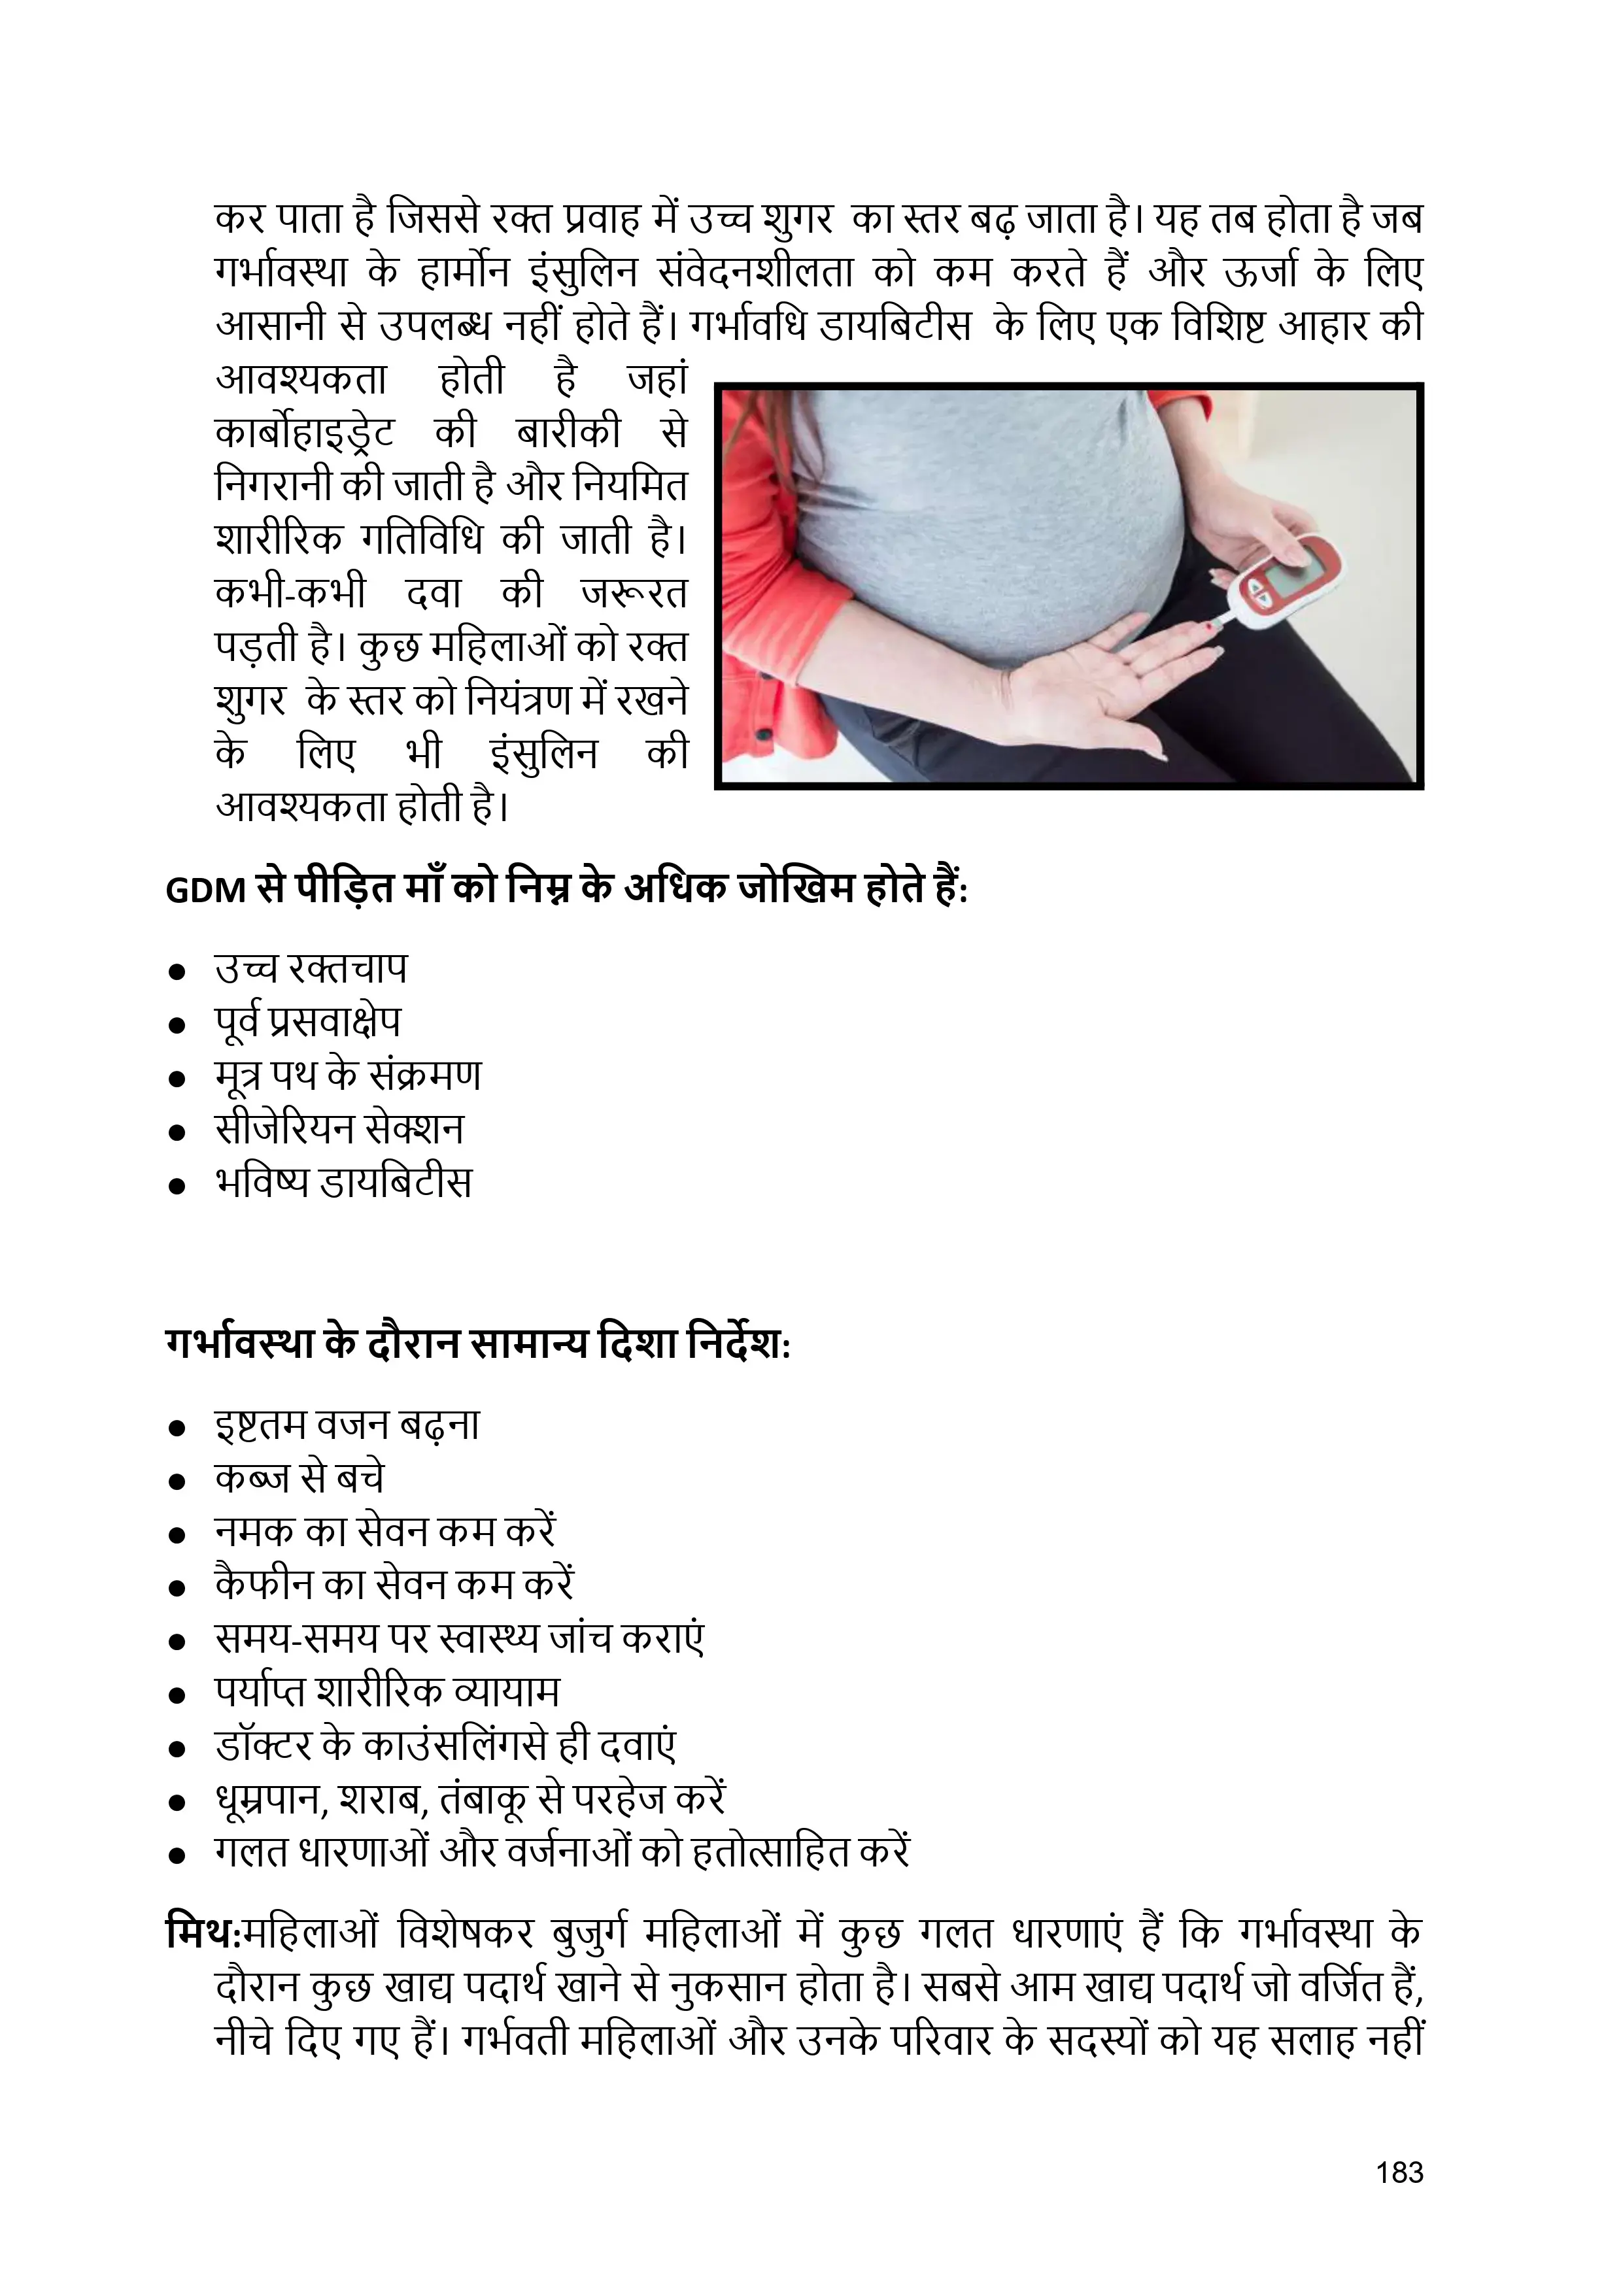 कर पाता है जिससे रक्त प्रवाह में उच्च शुगर का स्तर बढ़ जाता है। यह तब होता है जब
गर्भावस्था के हार्मोन इंसुलिन संवेदनशीलता को कम करते हैं और ऊर्जा के लिए
आसानी से उपलब्ध नहीं होते हैं। गर्भावधि डायबिटीस के लिए एक विशिष्ट आहार की
आवश्यकता होती है जहां
कार्बोहाइड्रेट की बारीकी से
निगरानी की जाती है और नियमित
शारीरिक गतिविधि की जाती है।
कभी-कभी दवा की जरूरत
पड़ती है। कुछ महिलाओं को रक्त
शुगर के स्तर को नियंत्रण में रखने
के लिए भी इंसुलिन की
आवश्यकता होती है।
GDM से पीड़ित माँ को निम्न के अधिक जोखिम होते हैं:
● उच्च रक्तचाप
● पूर्व प्रसवाक्षेप
● मूत्र पथ के संक्रमण
● सीजेरियन सेक्शन
● भविष्य डायबिटीस
गर्भावस्था के दौरान सामान्य दिशा निर्देश:
● इष्टतम वजन बढ़ना
● कब्ज से बचे
● नमक का सेवन कम करें
● कैफीन का सेवन कम करें
● समय-समय पर स्वास्थ्य जांच कराएं
● पर्याप्त शारीरिक व्यायाम
● डॉक्टर के काउंसलिंगसे ही दवाएं
● धूम्रपान, शराब, तंबाकू से परहेज करें
● गलत धारणाओं और वर्जनाओं को हतोत्साहित करें
मिथ:महिलाओं विशेषकर बुजुर्ग महिलाओं में कुछ गलत धारणाएं हैं कि गर्भावस्था के
दौरान कुछ खाद्य पदार्थ खाने से नुकसान होता है। सबसे आम खाद्य पदार्थ जो वर्जित हैं,
नीचे दिए गए हैं। गर्भवती महिलाओं और उनके परिवार के सदस्यों को यह सलाह नहीं
183